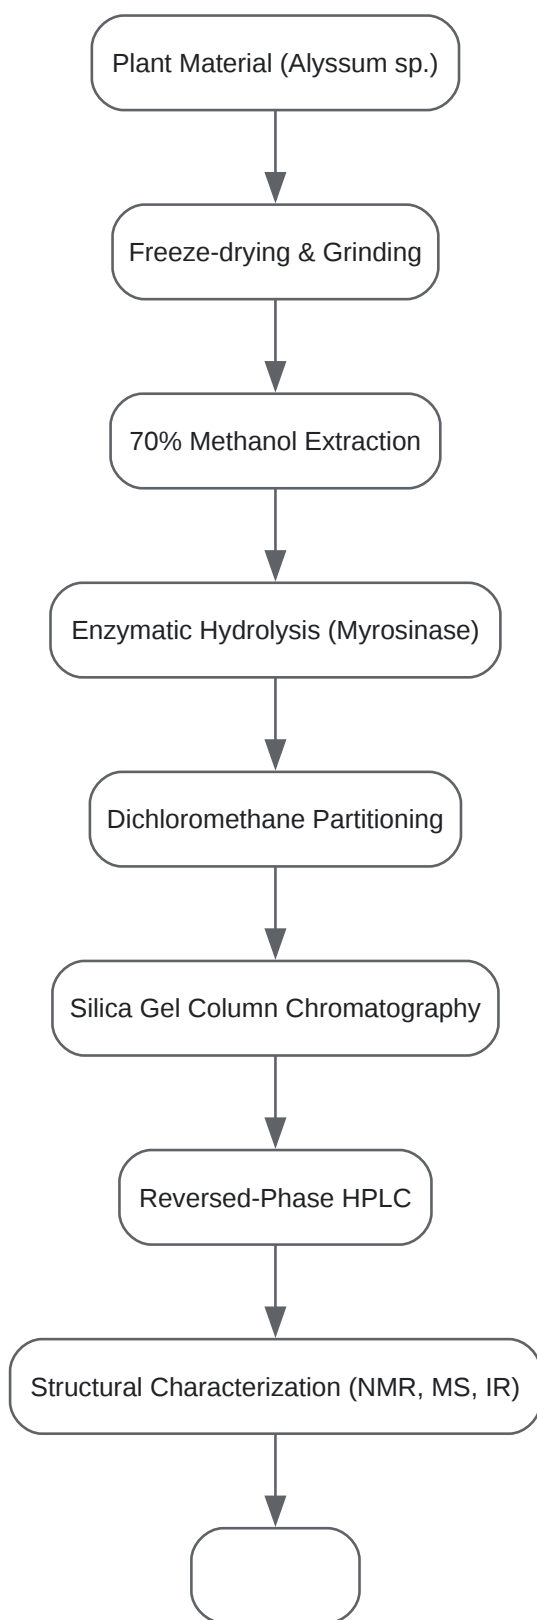 Plant Material (Alyssum sp.)
Freeze-drying & Grinding
70% Methanol Extraction
Enzymatic Hydrolysis (Myrosinase)
Dichloromethane Partitioning
Silica Gel Column Chromatography
Reversed-Phase HPLC
Structural Characterization (NMR, MS, IR)